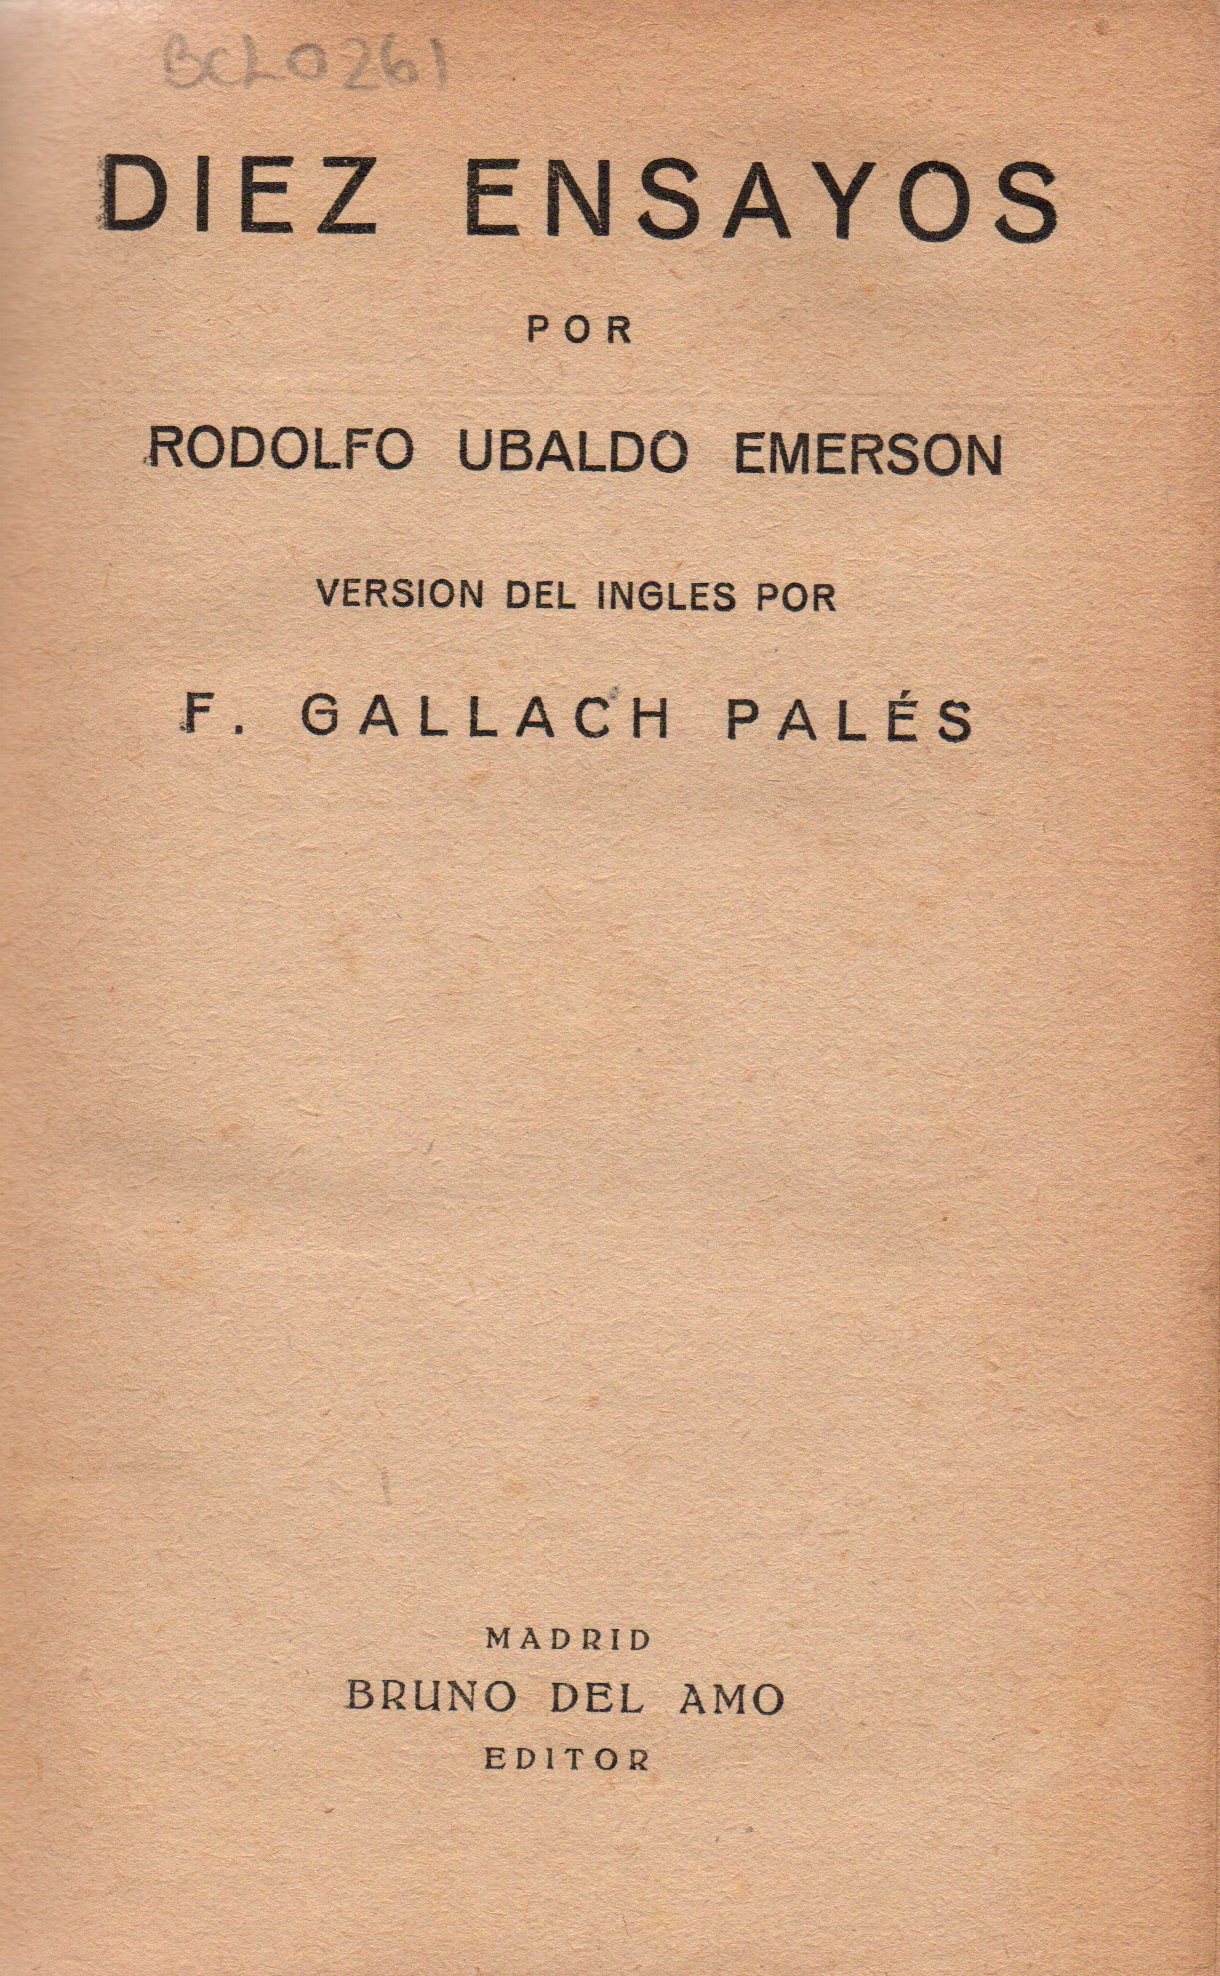 BCL0261
DIEZ ENSAYOS
POR
RODOLFO UBALDO EMERSON
VERSION DEL INGLES POR
F. GALLACH PALÉS
MADRID
BRUNO DEL AMO
EDITOR